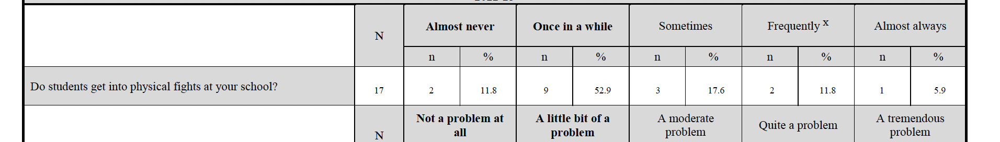 N Almost never Once in a while Sometimes Frequently x Almost always
n % n % n % n % n %
Do students get into physical fights at your school? 17 2 11.8 9 52.9 3 17.6 2 11.8 1 5.9
N Not a problem at all A little bit of a problem A moderate problem Quite a problem A tremendous problem